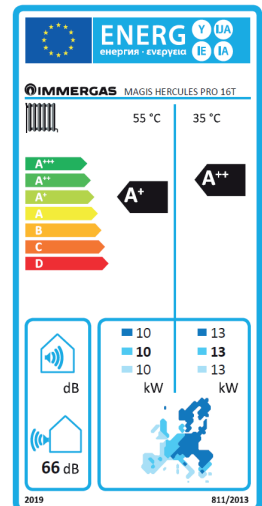 ENERG Y IJA
енергия · ενεργεια IE IA
IMMERGAS MAGIS HERCULES PRO 16T
55 °C 35 °C
A+++
A++
A+
A
B
C
D
A+
A++
10 13
10 13
10 13
kW kW
dB
66 dB
2019 811/2013